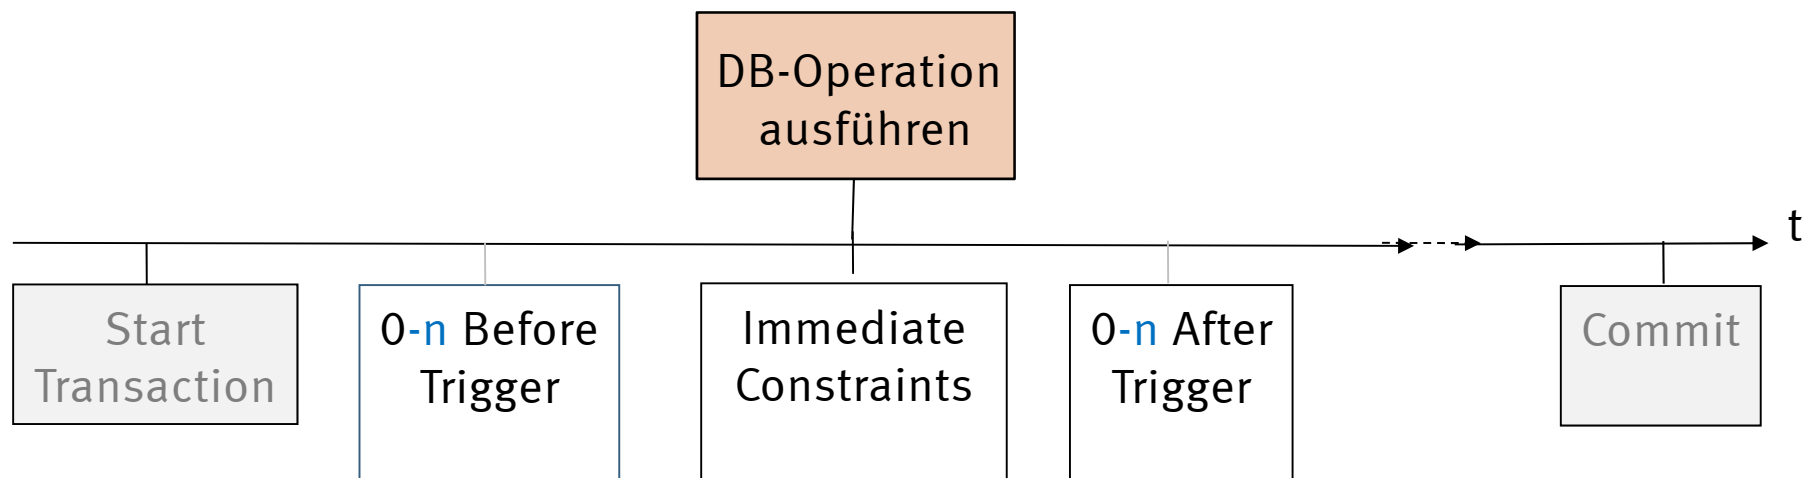 DB-Operation
ausführen
t
Start
Transaction
0-n Before
Trigger
Immediate
Constraints
0-n After
Trigger
Commit